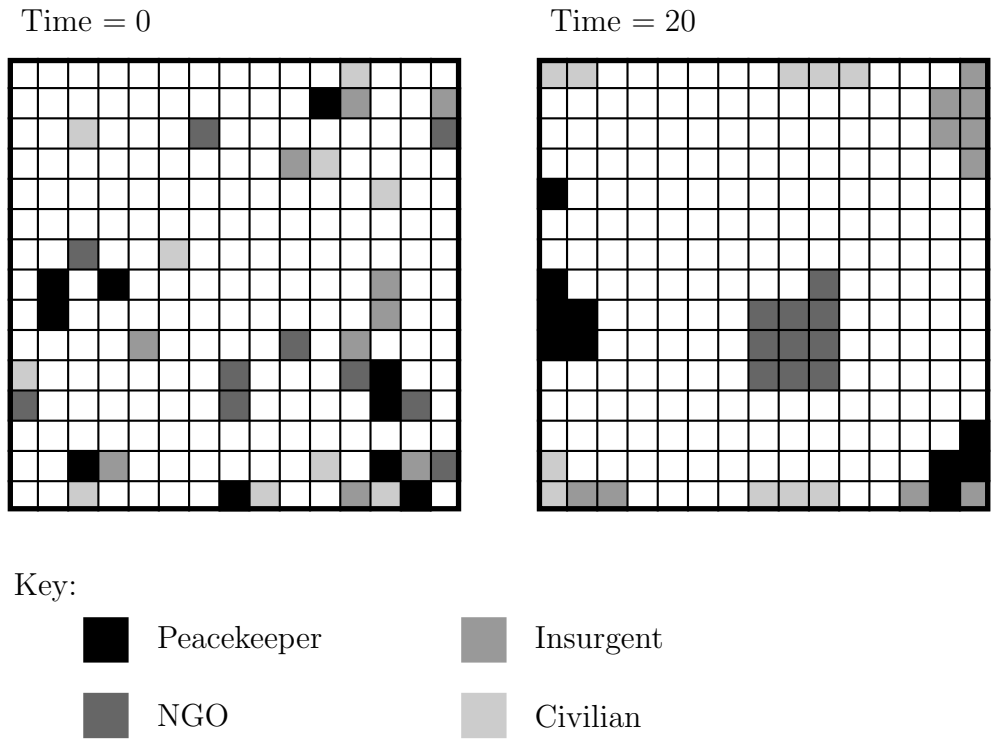 Time = 0
Time = 20
Key:
Peacekeeper
Insurgent
NGO
Civilian